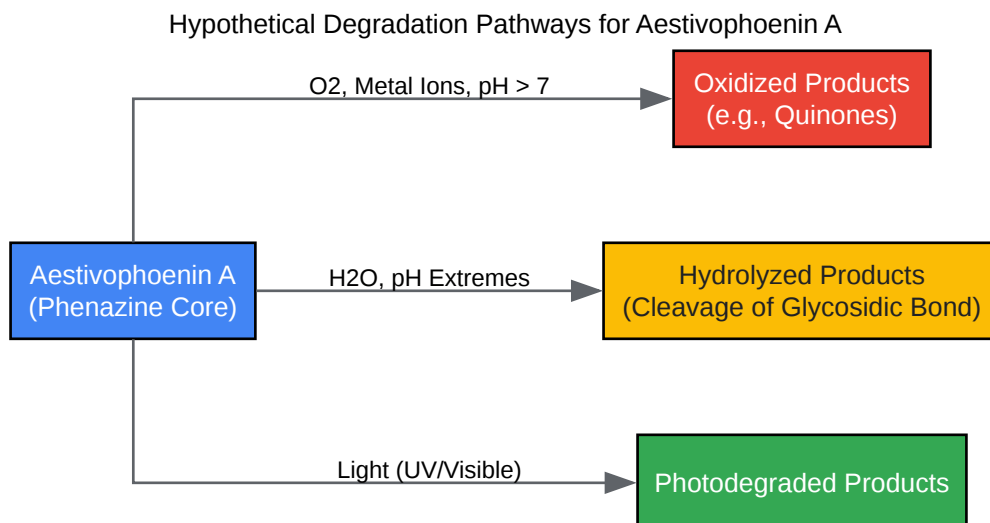 Hypothetical Degradation Pathways for Aestivophoenin A
O2, Metal Ions, pH > 7
Oxidized Products
(e.g., Quinones)
Aestivophoenin A
(Phenazine Core)
H2O, pH Extremes
Hydrolyzed Products
(Cleavage of Glycosidic Bond)
Light (UV/Visible)
Photodegraded Products